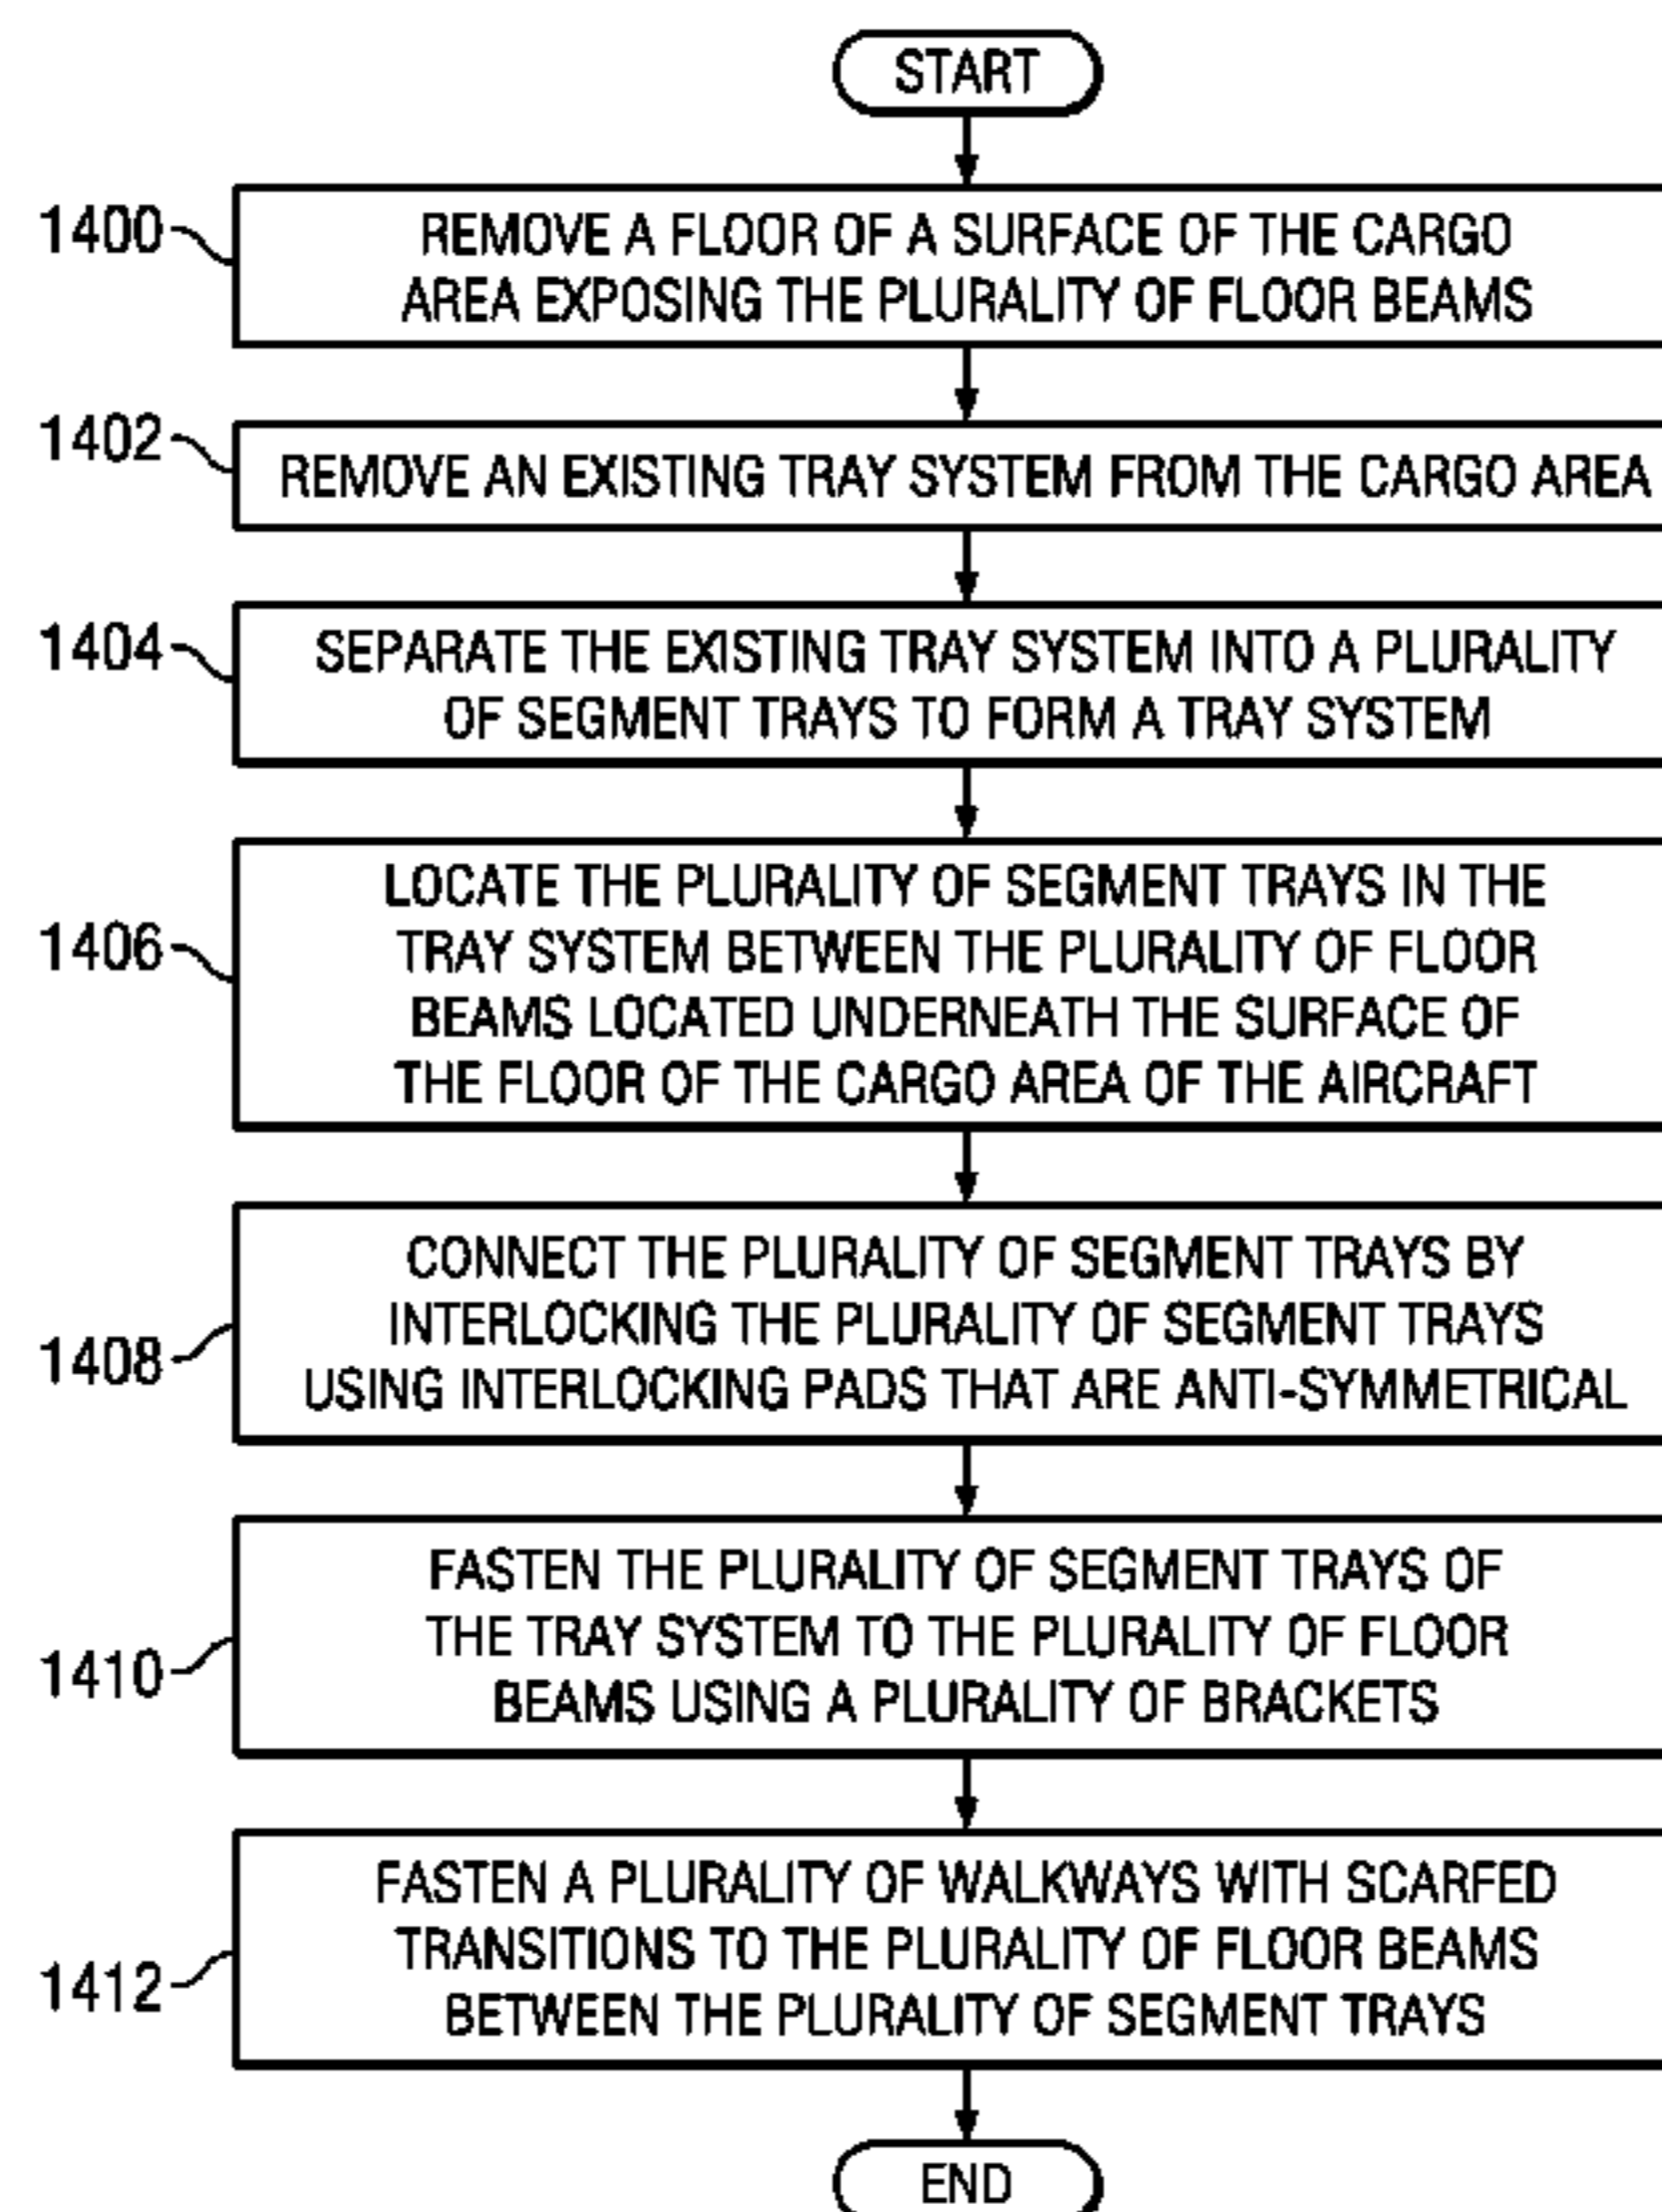 START
1400
REMOVE A FLOOR OF A SURFACE OF THE CARGO
AREA EXPOSING THE PLURALITY OF FLOOR BEAMS
1402
REMOVE AN EXISTING TRAY SYSTEM FROM THE CARGO AREA
1404
SEPARATE THE EXISTING TRAY SYSTEM INTO A PLURALITY
OF SEGMENT TRAYS TO FORM A TRAY SYSTEM
1406
LOCATE THE PLURALITY OF SEGMENT TRAYS IN THE
TRAY SYSTEM BETWEEN THE PLURALITY OF FLOOR
BEAMS LOCATED UNDERNEATH THE SURFACE OF
THE FLOOR OF THE CARGO AREA OF THE AIRCRAFT
1408
CONNECT THE PLURALITY OF SEGMENT TRAYS BY
INTERLOCKING THE PLURALITY OF SEGMENT TRAYS
USING INTERLOCKING PADS THAT ARE ANTI-SYMMETRICAL
1410
FASTEN THE PLURALITY OF SEGMENT TRAYS OF
THE TRAY SYSTEM TO THE PLURALITY OF FLOOR
BEAMS USING A PLURALITY OF BRACKETS
1412
FASTEN A PLURALITY OF WALKWAYS WITH SCARFED
TRANSITIONS TO THE PLURALITY OF FLOOR BEAMS
BETWEEN THE PLURALITY OF SEGMENT TRAYS
END